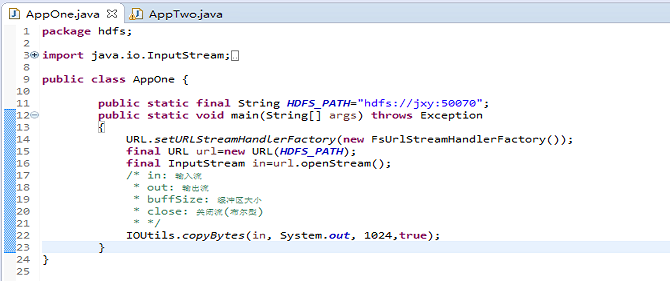 AppOne.java AppTwo.java
1 package hdfs;
2
3 import java.io.InputStream;
8
9 public class AppOne {
10
11 public static final String HDFS_PATH="hdfs://jxy:50070";
12 public static void main(String[] args) throws Exception
13 {
14 URL.setURLStreamHandlerFactory(new FsUrlStreamHandlerFactory());
15 final URL url=new URL(HDFS_PATH);
16 final InputStream in=url.openStream();
17 /* in: 输入流
18 * out: 输出流
19 * buffSize: 缓冲区大小
20 * close: 关闭流(布尔型)
21 * */
22 IOUtils.copyBytes(in, System.out, 1024,true);
23 }
24 }
25